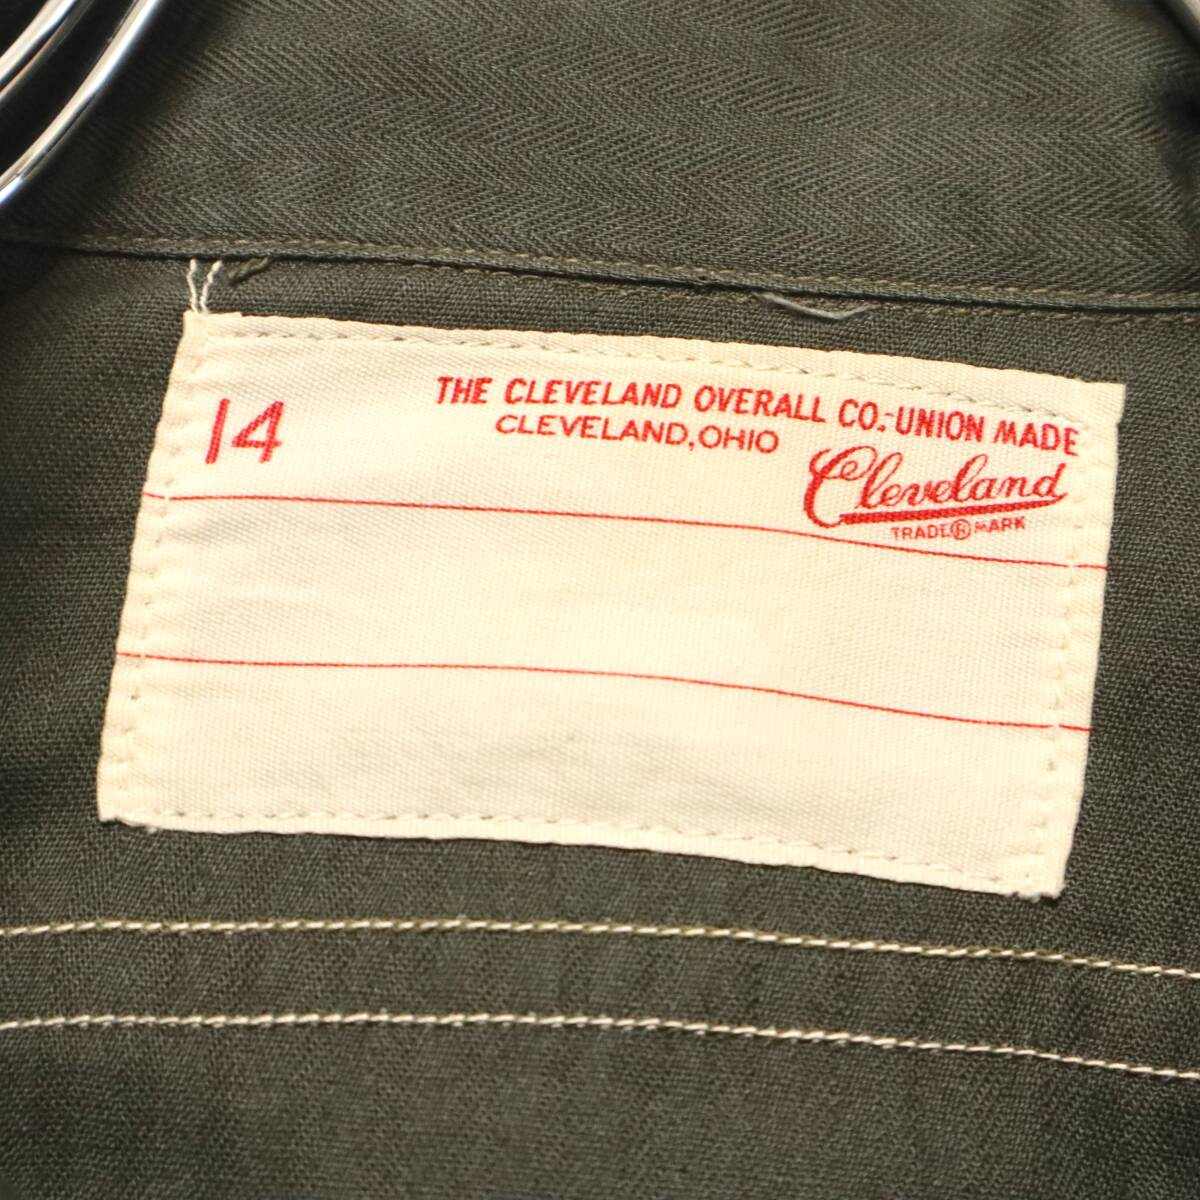 14
THE CLEVELAND OVERALL CO.-UNION MADE
CLEVELAND, OHIO
Cleveland
TRADE ® MARK